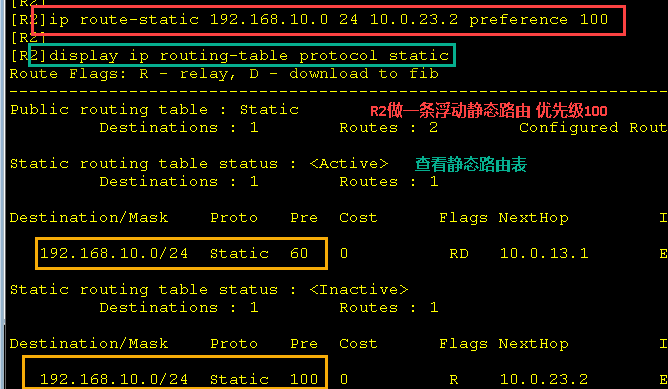 [R2]
[R2]ip route-static 192.168.10.0 24 10.0.23.2 preference 100
[R2]
[R2]display ip routing-table protocol static
Route Flags: R - relay, D - download to fib
------------------------------------------------------------------------------
Public routing table : Static
R2做一条浮动静态路由 优先级100
Destinations : 1 Routes : 2 Configured Rout
Static routing table status : <Active>
查看静态路由表
Destinations : 1 Routes : 1
Destination/Mask Proto Pre Cost Flags NextHop I
192.168.10.0/24 Static 60 0 RD 10.0.13.1 E
Static routing table status : <Inactive>
Destinations : 1 Routes : 1
Destination/Mask Proto Pre Cost Flags NextHop I
192.168.10.0/24 Static 100 0 R 10.0.23.2 E